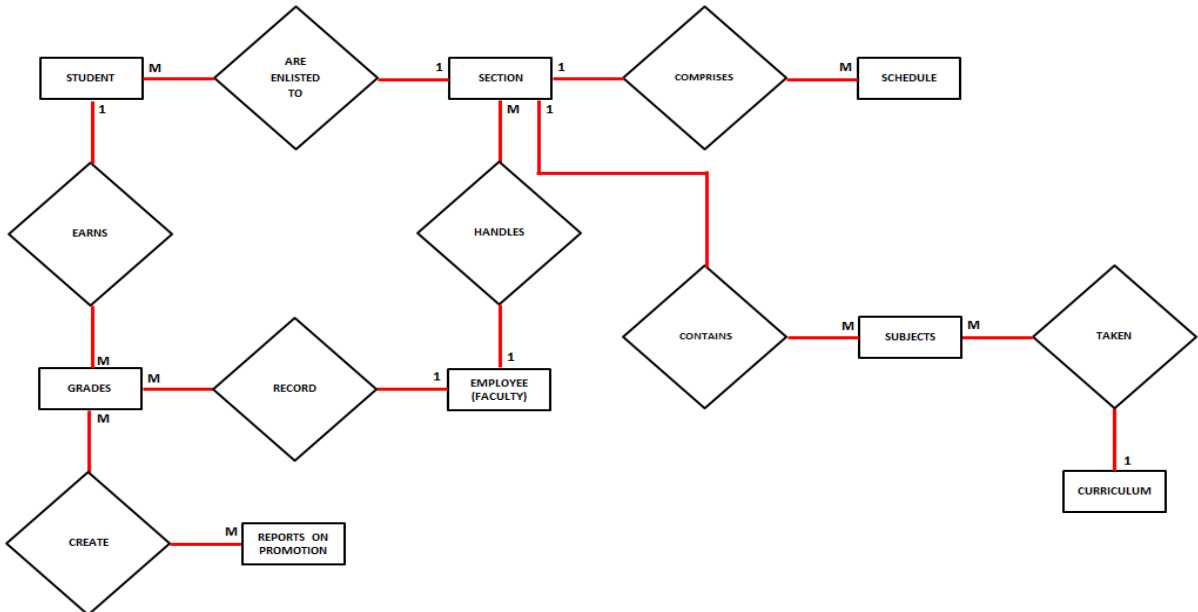 ARE
ENLISTED
TO
STUDENT
M
1
SECTION
1
COMPRISES
M
SCHEDULE
1
M
1
EARNS
HANDLES
CONTAINS
M
SUBJECTS
M
TAKEN
M
1
GRADES
M
RECORD
1
EMPLOYEE
(FACULTY)
M
1
CURRICULUM
CREATE
M
REPORTS ON
PROMOTION